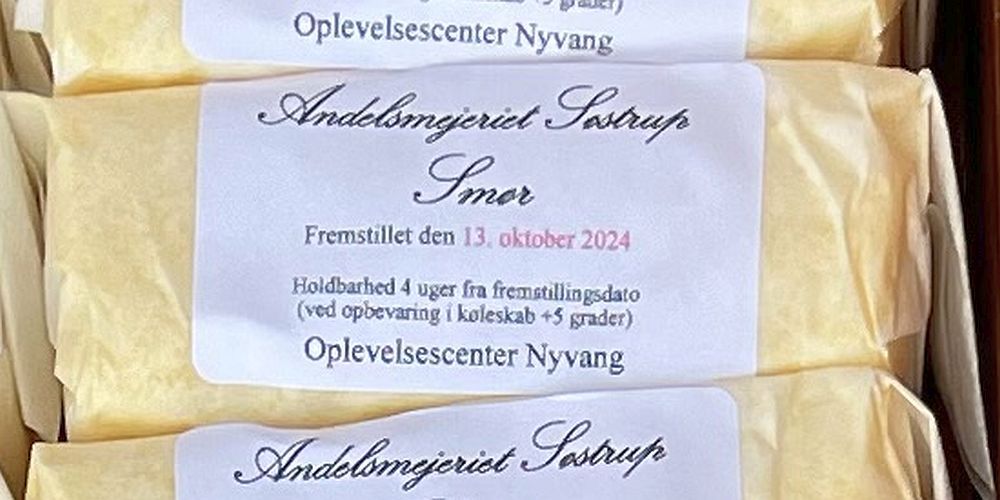 grader)
Oplevelsescenter Nyvang
Andelsmejeriet Søstrup
Smør
Fremstillet den 13. oktober 2024
Holdbarhed 4 uger fra fremstillingsdato
(ved opbevaring i køleskab +5 grader)
Oplevelsescenter Nyvang
Andelsmejeriet Søstrup